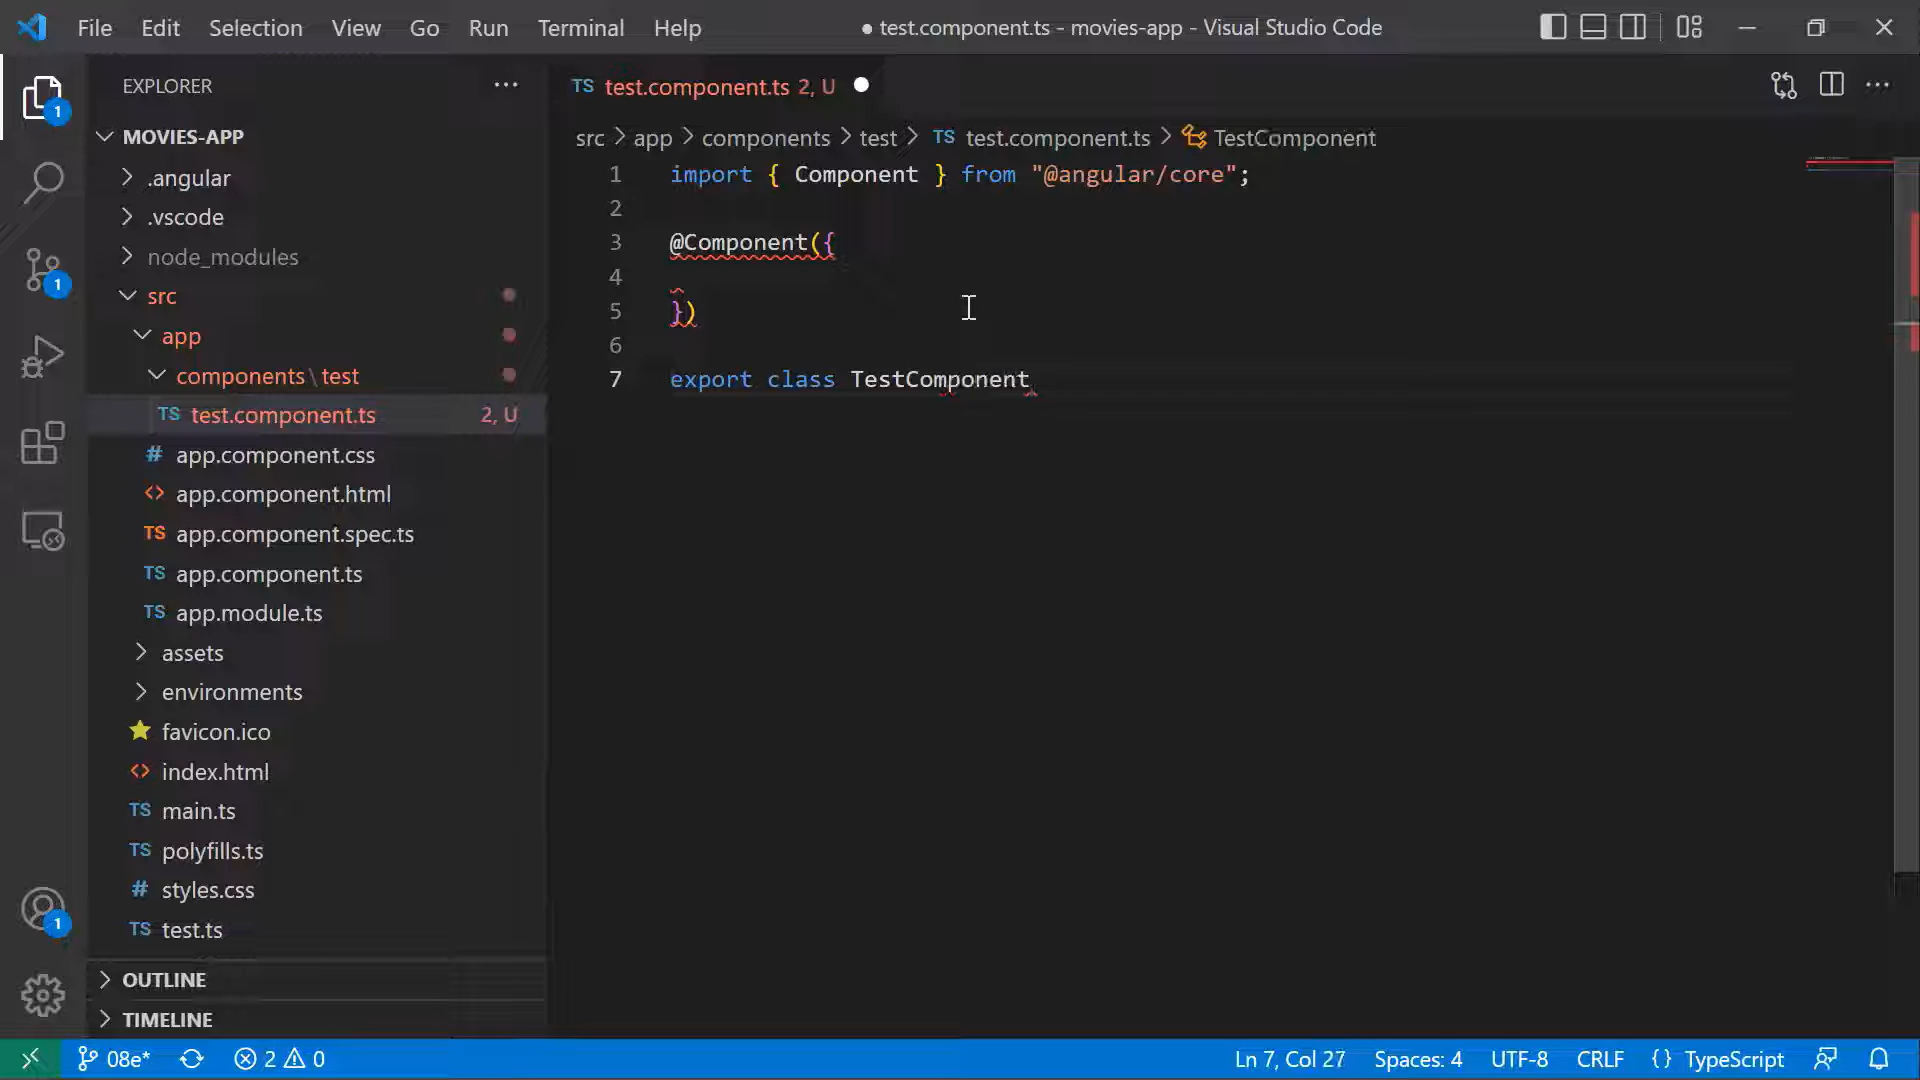 File Edit Selection View Go Run Terminal Help
● test.component.ts - movies-app - Visual Studio Code
EXPLORER
MOVIES-APP
.angular
.vscode
node_modules
src
app
components\test
TS test.component.ts 2, U
# app.component.css
<> app.component.html
TS app.component.spec.ts
TS app.component.ts
TS app.module.ts
assets
environments
favicon.ico
<> index.html
TS main.ts
TS polyfills.ts
# styles.css
TS test.ts
OUTLINE
TIMELINE
1
1
1
TS test.component.ts 2, U
src > app > components > test > TS test.component.ts > TestComponent
1 import { Component } from "@angular/core";
2
3 @Component({
4
5 })
6
7 export class TestComponent
08e* 2 0
Ln 7, Col 27 Spaces: 4 UTF-8 CRLF {} TypeScript